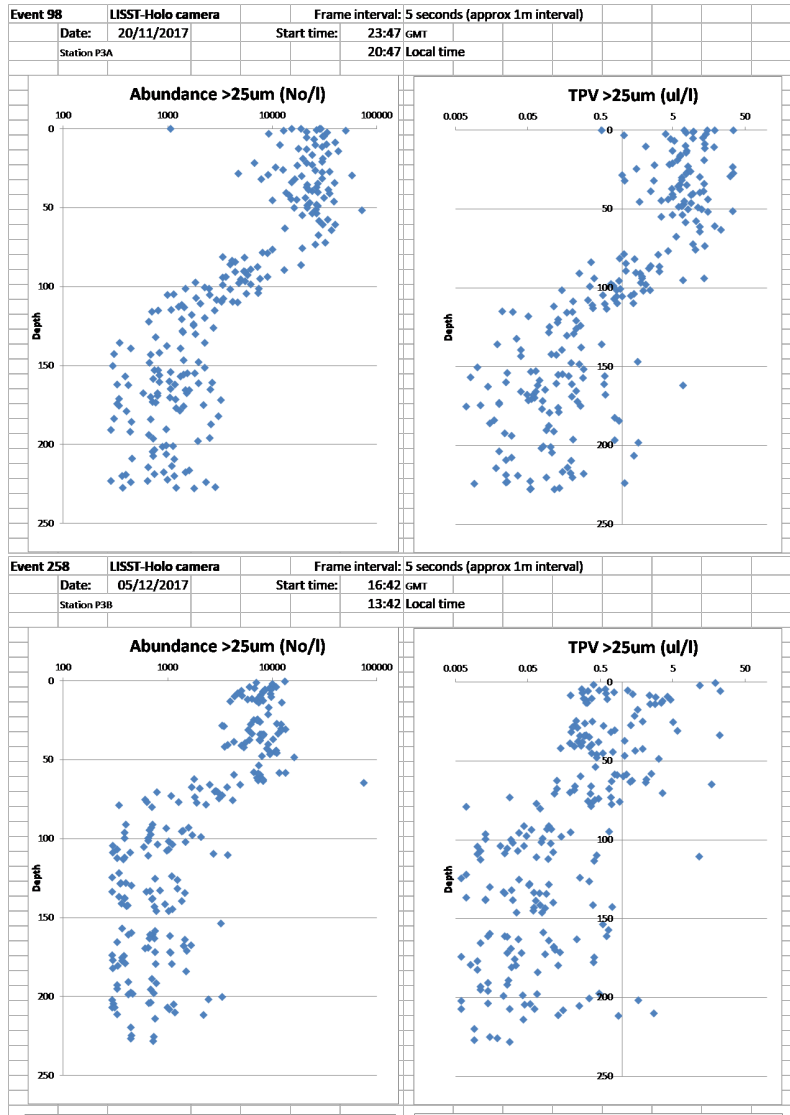 Event 98 LISST-Holo camera Frame interval: 5 seconds (approx 1m interval)
Date: 20/11/2017 Start time: 23:47 GMT
Station P3A 20:47 Local time
Abundance >25um (No/l)
100 1000 10000 100000
0
50
100
150
200
250
Depth
TPV >25um (ul/l)
0.005 0.05 0.5 5 50
0
50
100
150
200
250
Depth
Event 258 LISST-Holo camera Frame interval: 5 seconds (approx 1m interval)
Date: 05/12/2017 Start time: 16:42 GMT
Station P3B 13:42 Local time
Abundance >25um (No/l)
100 1000 10000 100000
0
50
100
150
200
250
Depth
TPV >25um (ul/l)
0.005 0.05 0.5 5 50
0
50
100
150
200
250
Depth